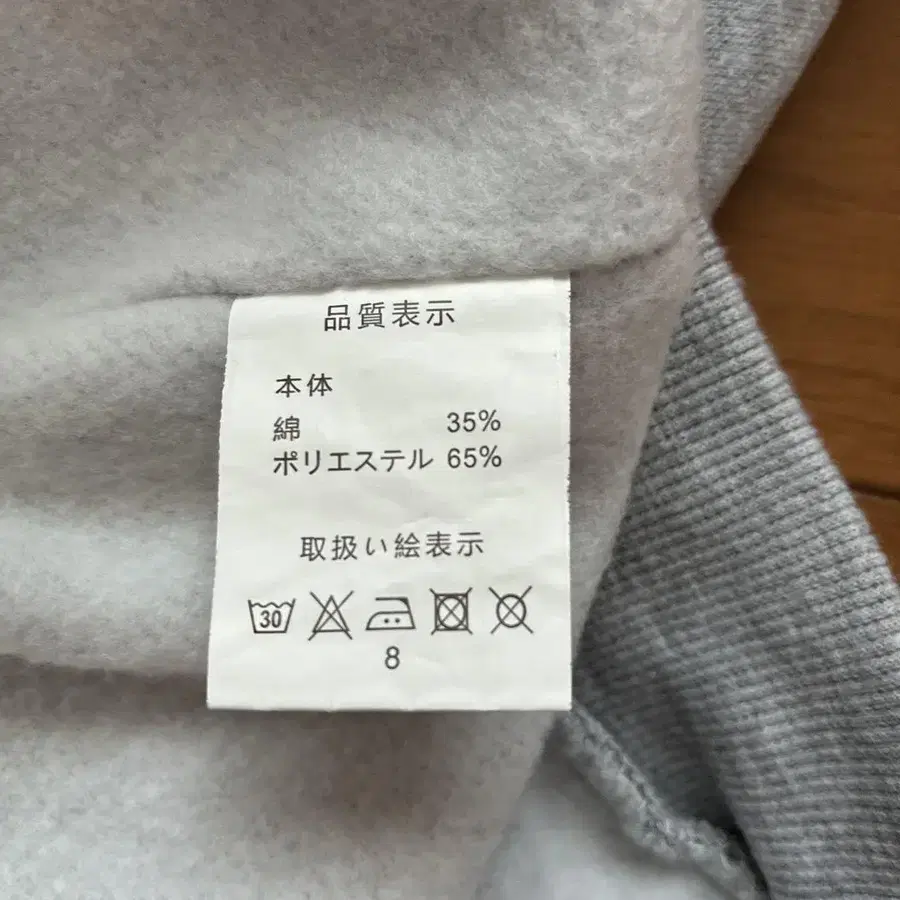 品質表示
本体
綿 35%
ポリエステル 65%
取扱い絵表示
30
8